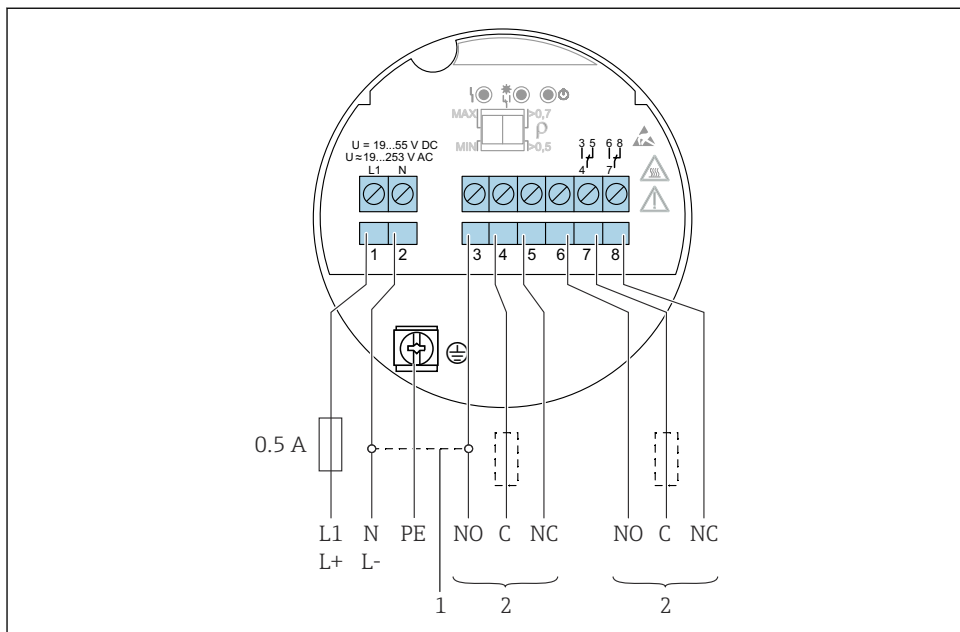 MAX >0,7
ρ
MIN >0,5
U = 19...55 V DC
U ≈19...253 V AC
L1 N
3 5 6 8
4 7
1 2 3 4 5 6 7 8
0.5 A
L1 N PE NO C NC NO C NC
L+ L-
1 2 2